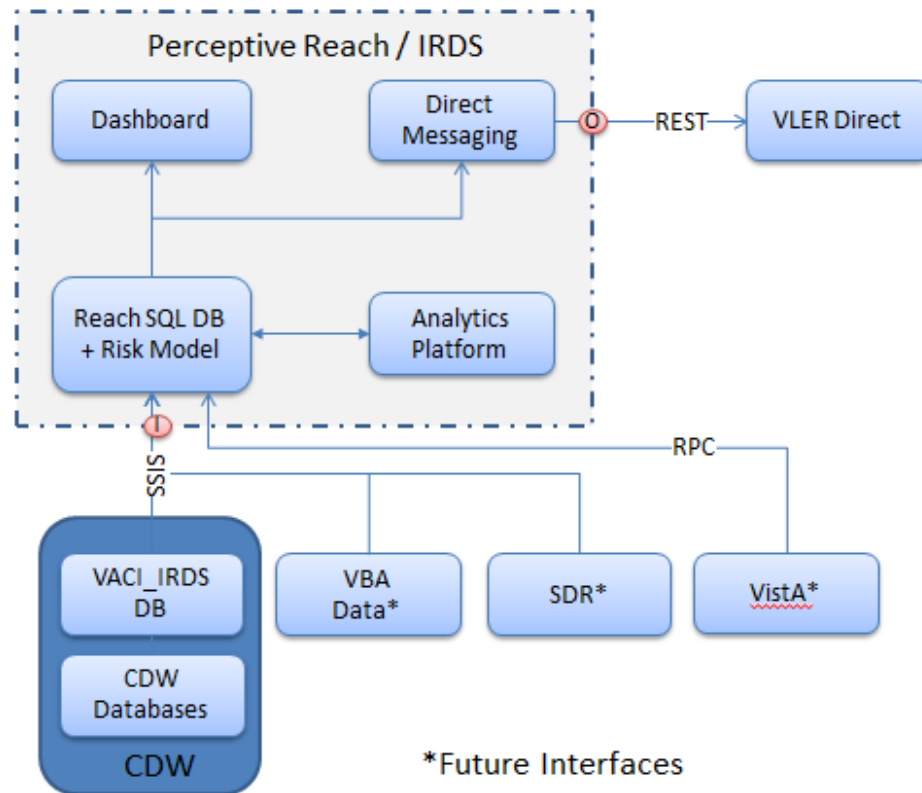 Perceptive Reach / IRDS
Dashboard
Direct
Messaging
O
REST
VLER Direct
Reach SQL DB
+ Risk Model
Analytics
Platform
I
RPC
SSIS
VACI_IRDS
DB
VBA
Data*
SDR*
VistA*
CDW
Databases
CDW
*Future Interfaces